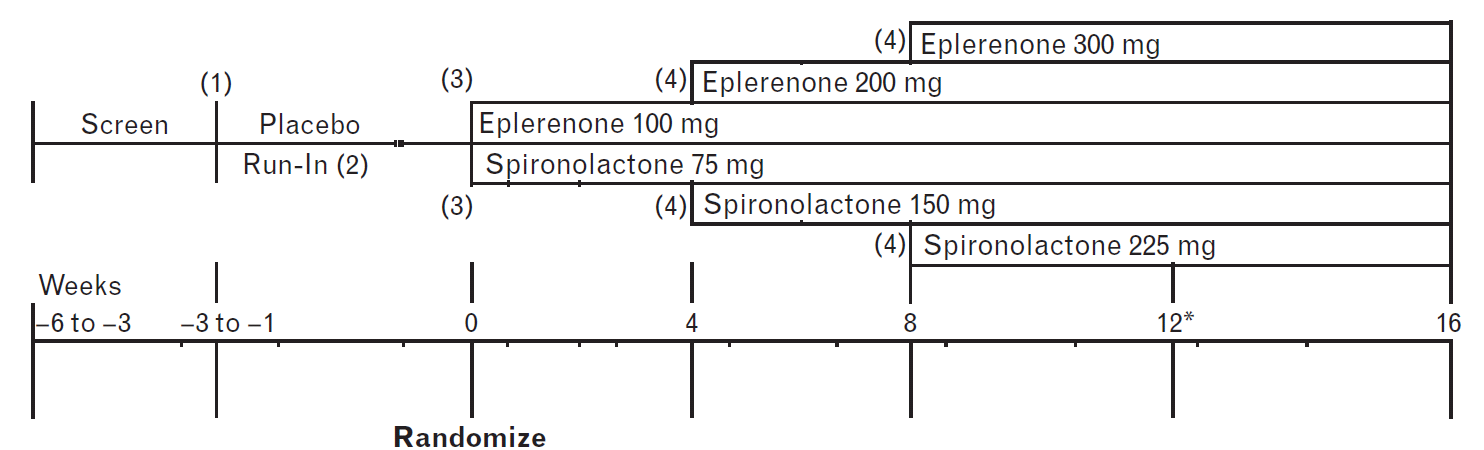 (4) Eplerenone 300 mg
(1) (3) (4) Eplerenone 200 mg
Screen Placebo Eplerenone 100 mg
Run-In (2) Spironolactone 75 mg
(3) (4) Spironolactone 150 mg
(4) Spironolactone 225 mg
Weeks
–6 to –3 –3 to –1 0 4 8 12* 16
Randomize